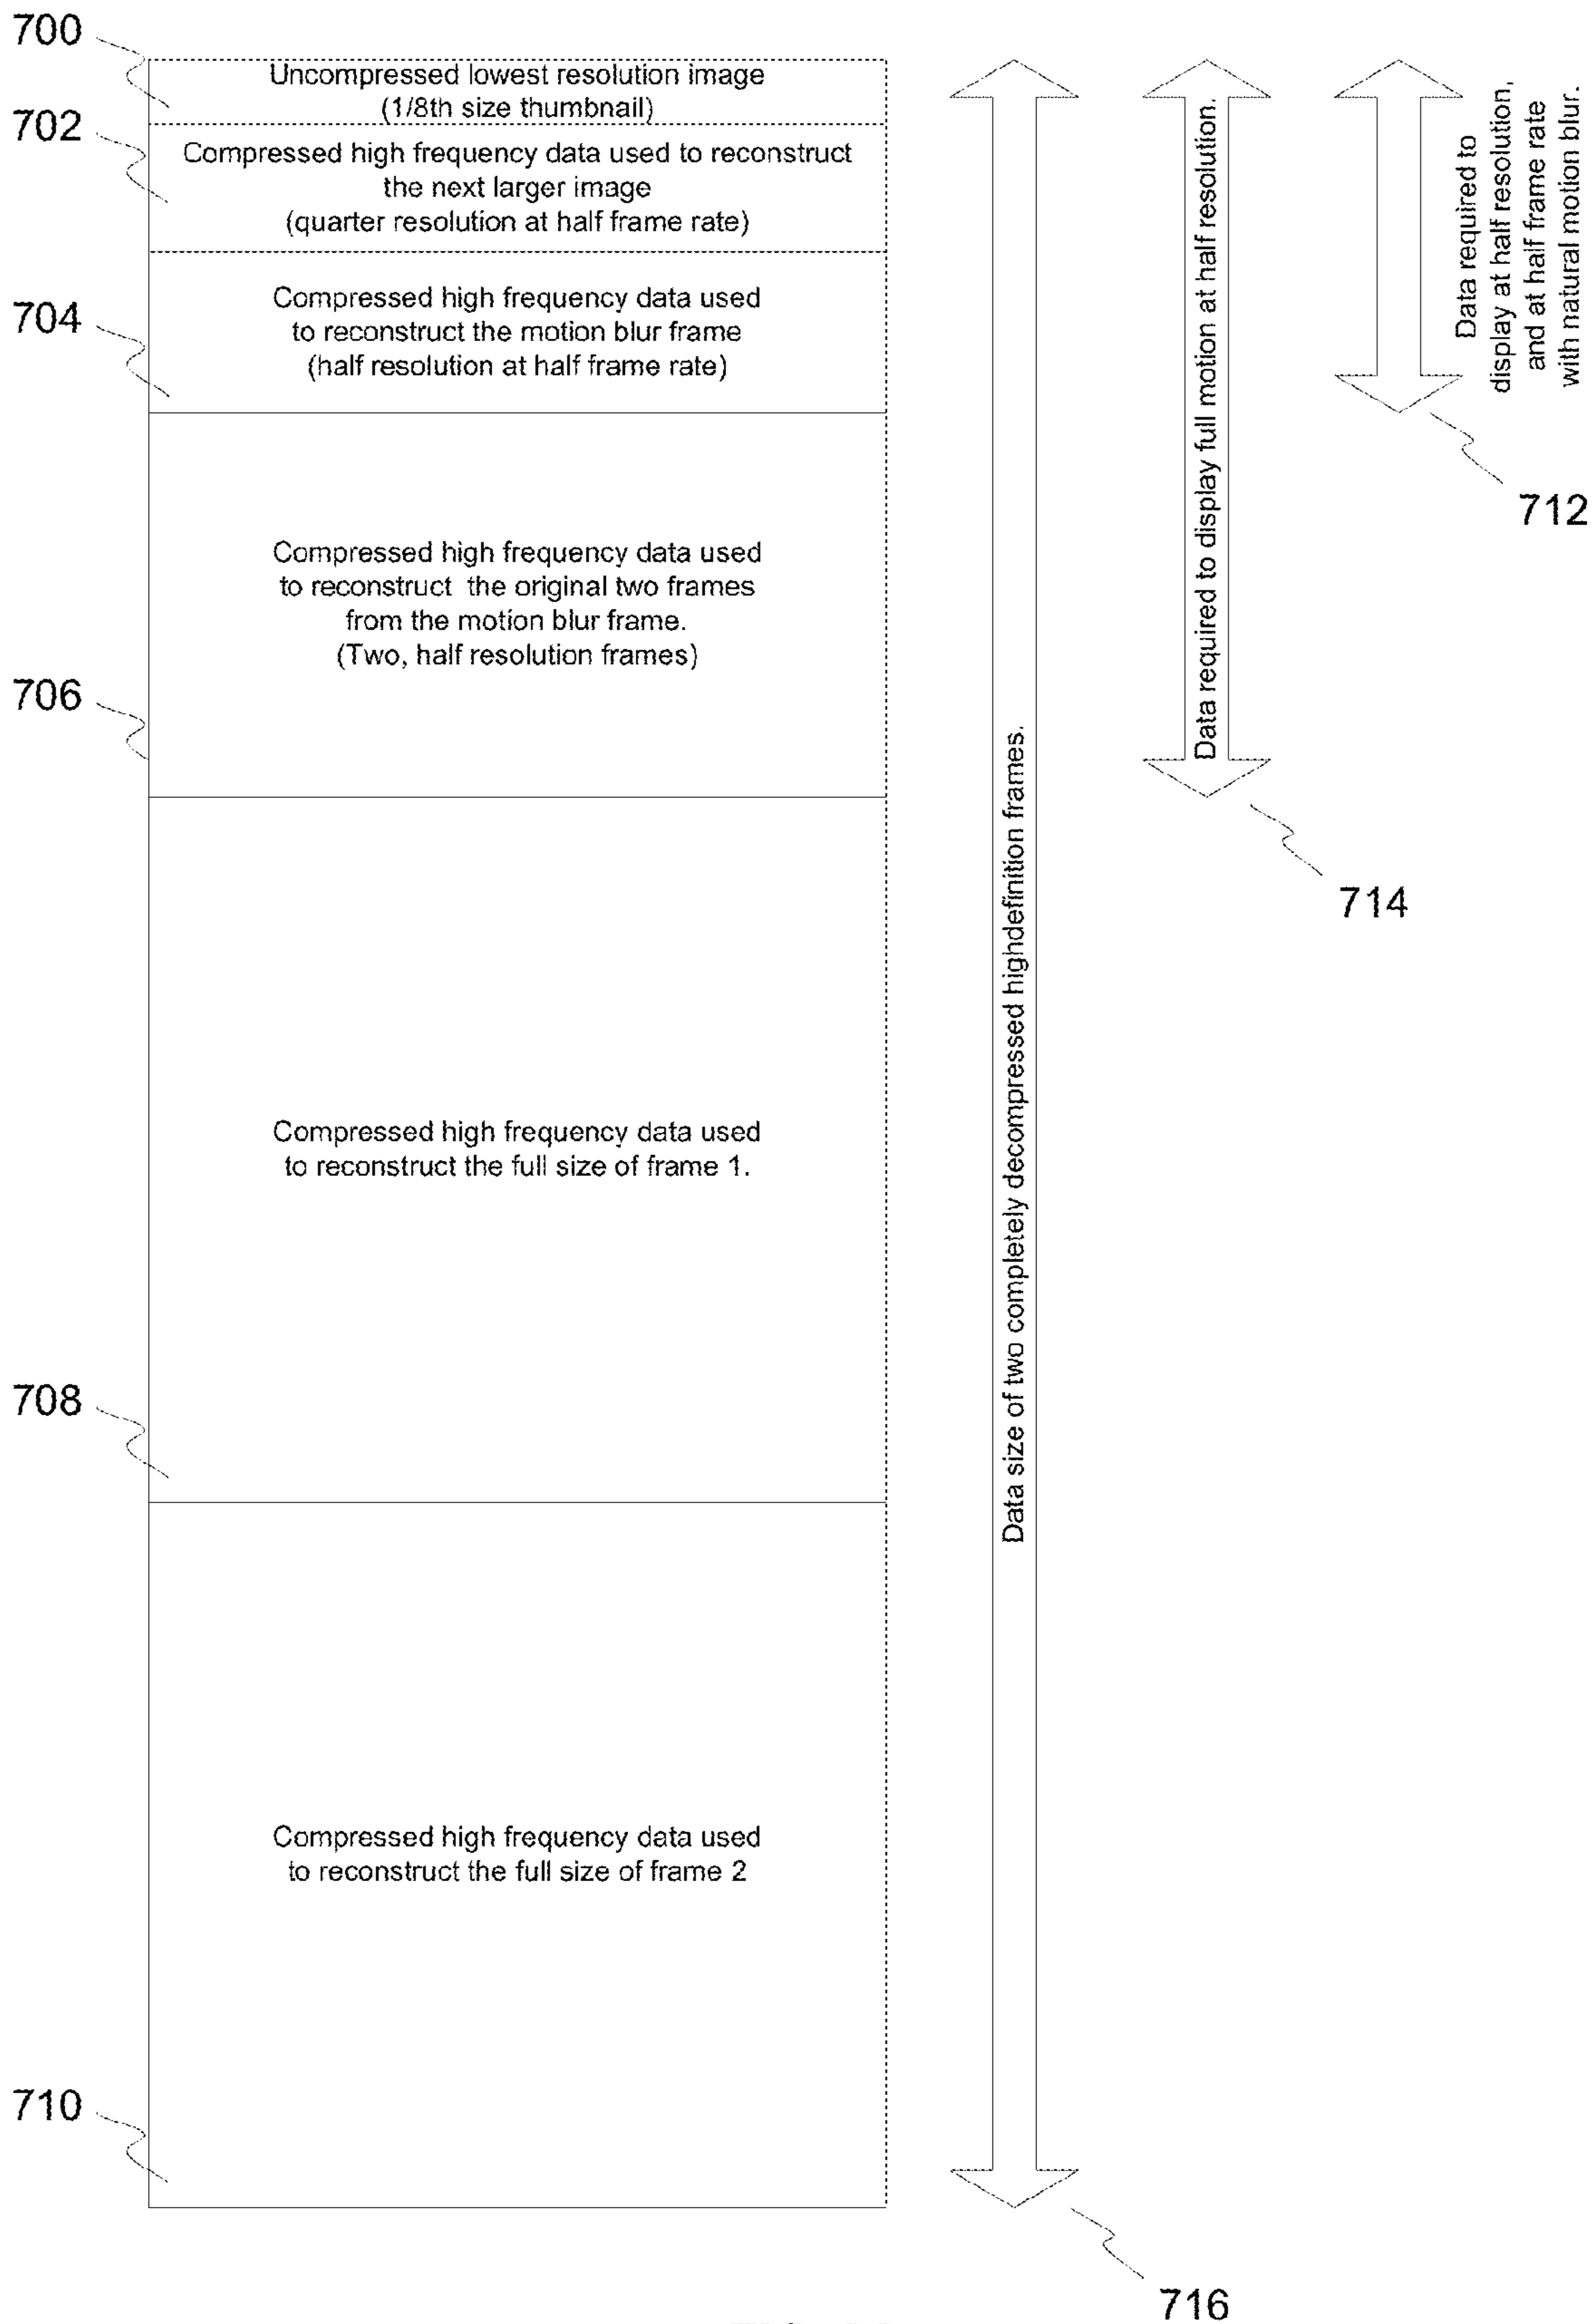 700
Uncompressed lowest resolution image
(1/8th size thumbnail)
702
Compressed high frequency data used to reconstruct
the next larger image
(quarter resolution at half frame rate)
704
Compressed high frequency data used
to reconstruct the motion blur frame
(half resolution at half frame rate)
706
Compressed high frequency data used
to reconstruct the original two frames
from the motion blur frame.
(Two, half resolution frames)
708
Compressed high frequency data used
to reconstruct the full size of frame 1.
710
Compressed high frequency data used
to reconstruct the full size of frame 2
Data size of two completely decompressed highdefinition frames.
716
Data required to display full motion at half resolution.
714
Data required to
display at half resolution,
and at half frame rate
with natural motion blur.
712